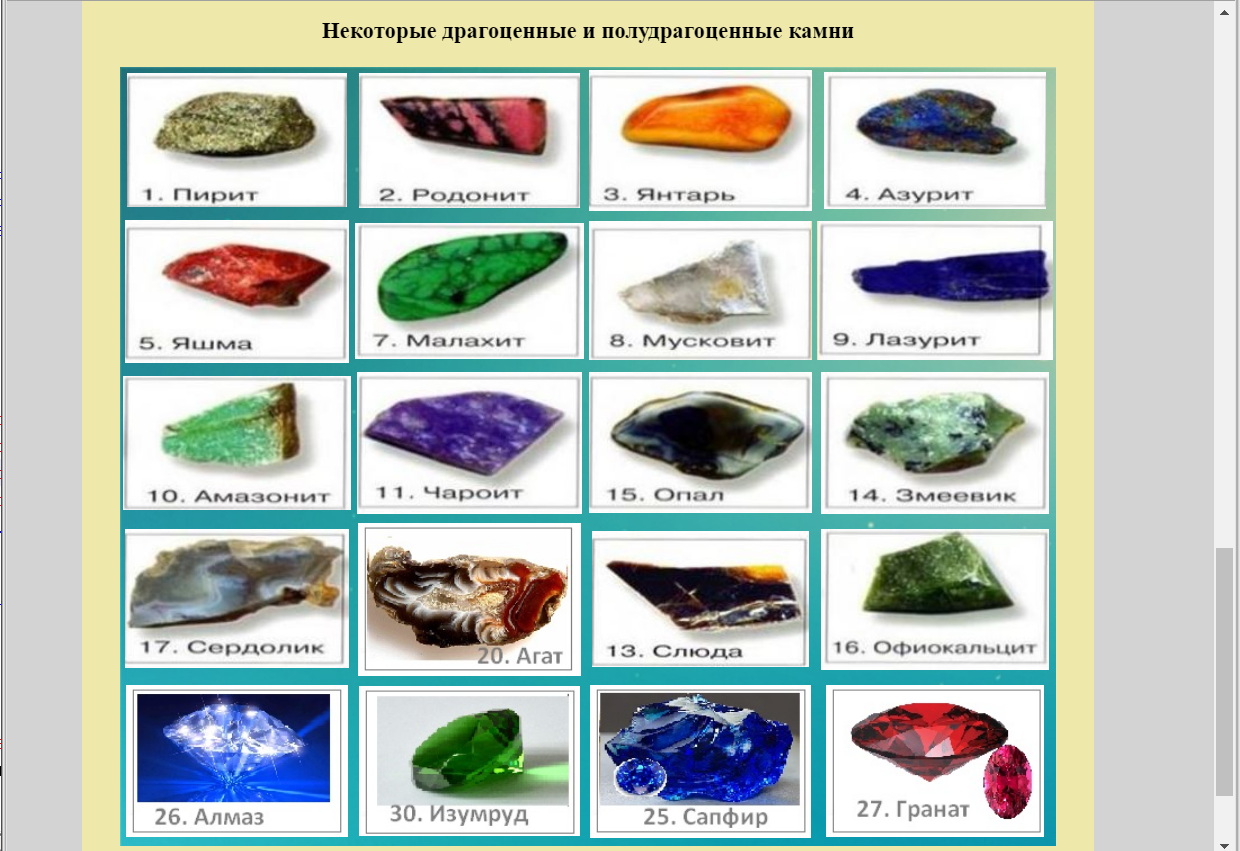 Некоторые драгоценные и полудрагоценные камни
1. Пирит
2. Родонит
3. Янтарь
4. Азурит
5. Яшма
7. Малахит
8. Мусковит
9. Лазурит
10. Амазонит
11. Чароит
15. Опал
14. Змеевик
17. Сердолик
20. Агат
13. Слюда
16. Офиокальцит
26. Алмаз
30. Изумруд
25. Сапфир
27. Гранат